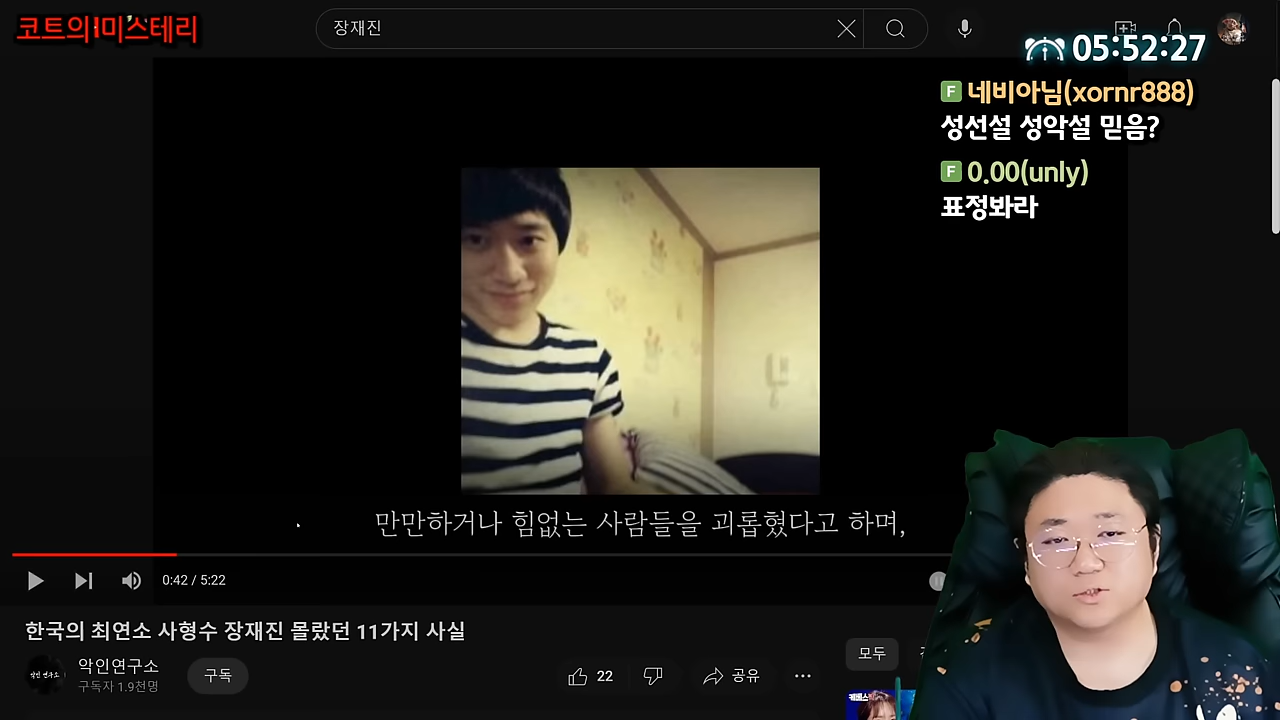 코트의 미스테리
장재진
05:52:27
F 네비아님(xornr888)
성선설 성악설 믿음?
F 0.00(unly)
표정봐라
만만하거나 힘없는 사람들을 괴롭혔다고 하며,
0:42 / 5:22
한국의 최연소 사형수 장재진 몰랐던 11가지 사실
악인연구소
구독자 1.9천명
구독
22
공유
모두